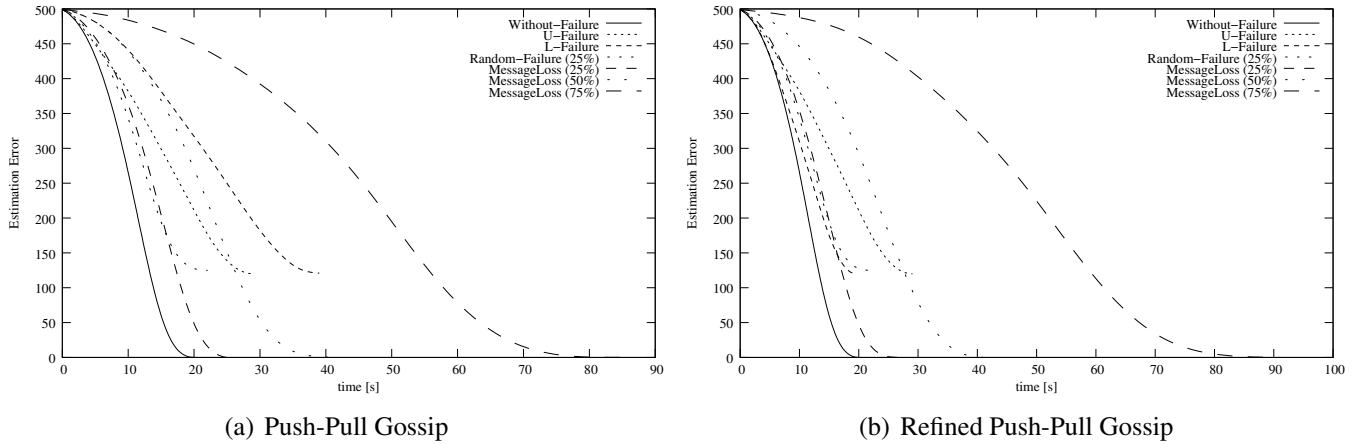 500
450
400
350
300
250
200
150
100
50
0
Estimation Error
0 10 20 30 40 50 60 70 80 90
time [s]
Without-Failure
U-Failure
L-Failure
Random-Failure (25%)
MessageLoss (25%)
MessageLoss (50%)
MessageLoss (75%)
(a) Push-Pull Gossip
500
450
400
350
300
250
200
150
100
50
0
Estimation Error
0 10 20 30 40 50 60 70 80 90 100
time [s]
Without-Failure
U-Failure
L-Failure
Random-Failure (25%)
MessageLoss (25%)
MessageLoss (50%)
MessageLoss (75%)
(b) Refined Push-Pull Gossip